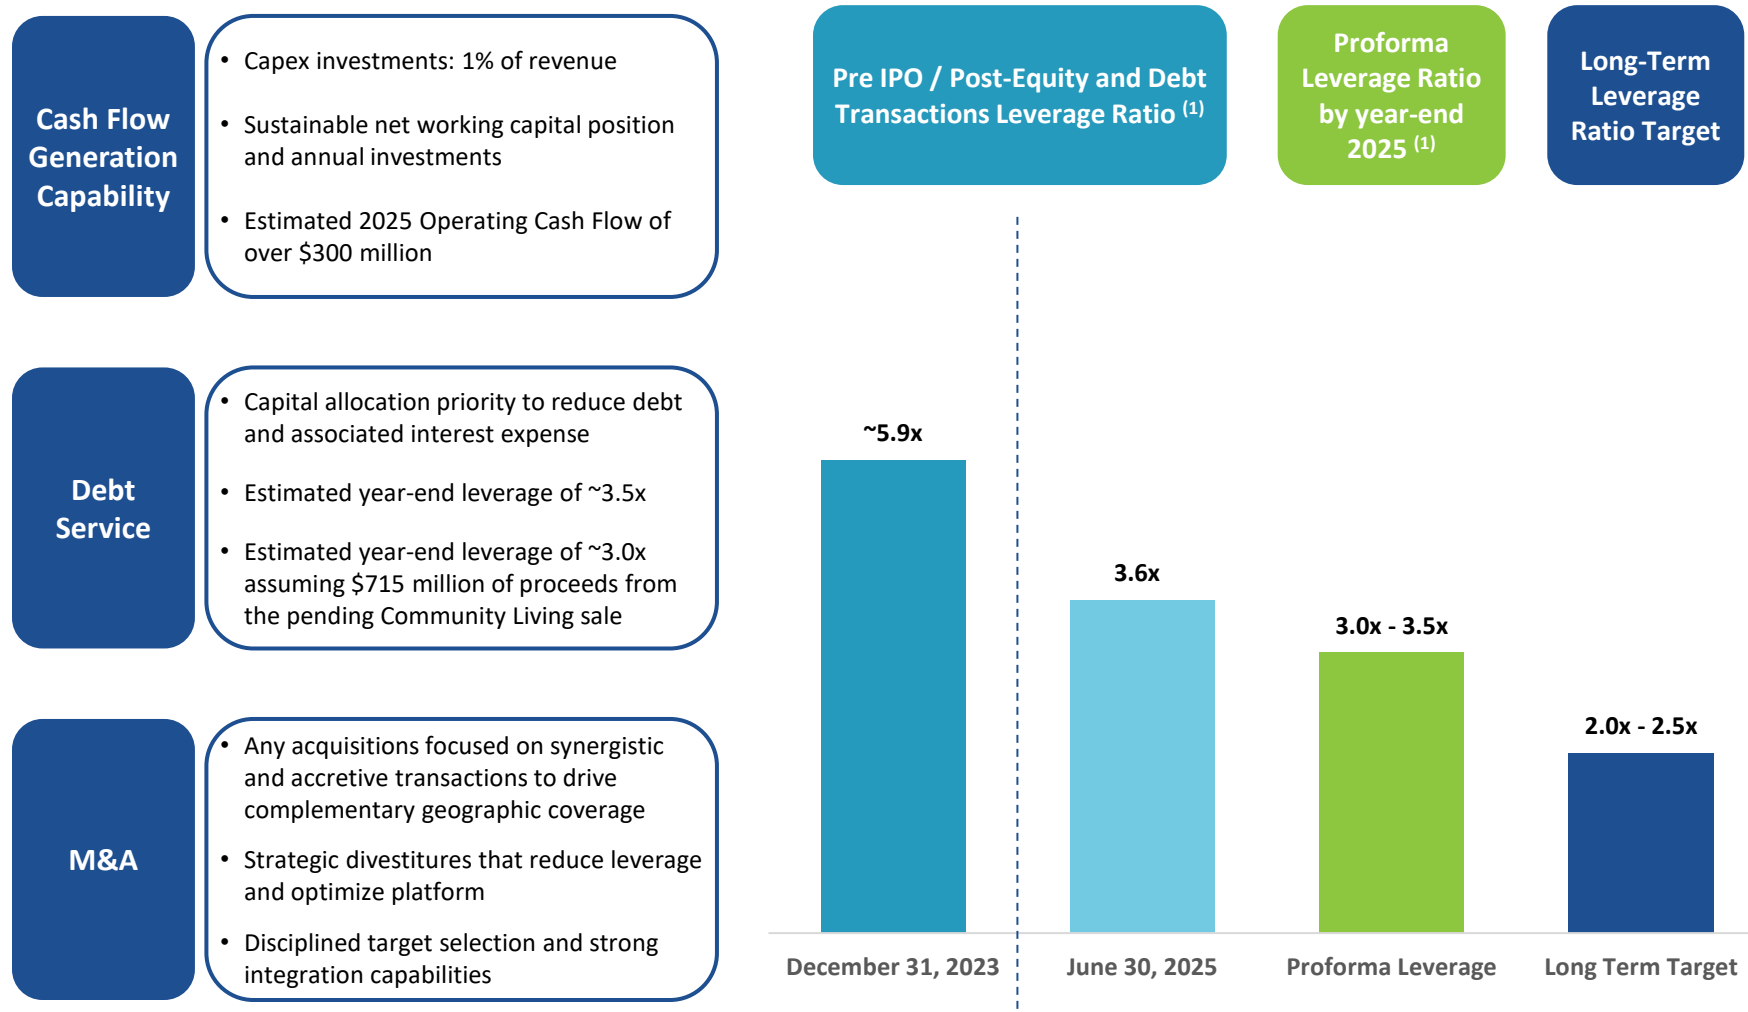 Cash Flow
Generation
Capability
• Capex investments: 1% of revenue
• Sustainable net working capital position
and annual investments
• Estimated 2025 Operating Cash Flow of
over $300 million
Debt
Service
• Capital allocation priority to reduce debt
and associated interest expense
• Estimated year-end leverage of ~3.5x
• Estimated year-end leverage of ~3.0x
assuming $715 million of proceeds from
the pending Community Living sale
M&A
• Any acquisitions focused on synergistic
and accretive transactions to drive
complementary geographic coverage
• Strategic divestitures that reduce leverage
and optimize platform
• Disciplined target selection and strong
integration capabilities
Pre IPO / Post-Equity and Debt
Transactions Leverage Ratio (1)
Proforma
Leverage Ratio
by year-end
2025 (1)
Long-Term
Leverage
Ratio Target
~5.9x
3.6x
3.0x - 3.5x
2.0x - 2.5x
December 31, 2023
June 30, 2025
Proforma Leverage
Long Term Target